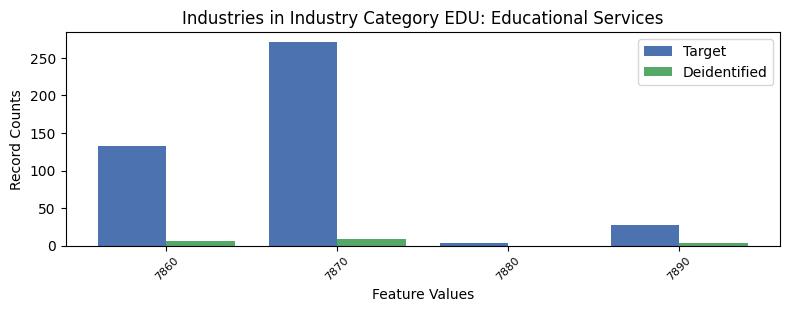 Industries in Industry Category EDU: Educational Services
Target
Deidentified
Record Counts
250
200
150
100
50
0
7860
7870
7880
7890
Feature Values